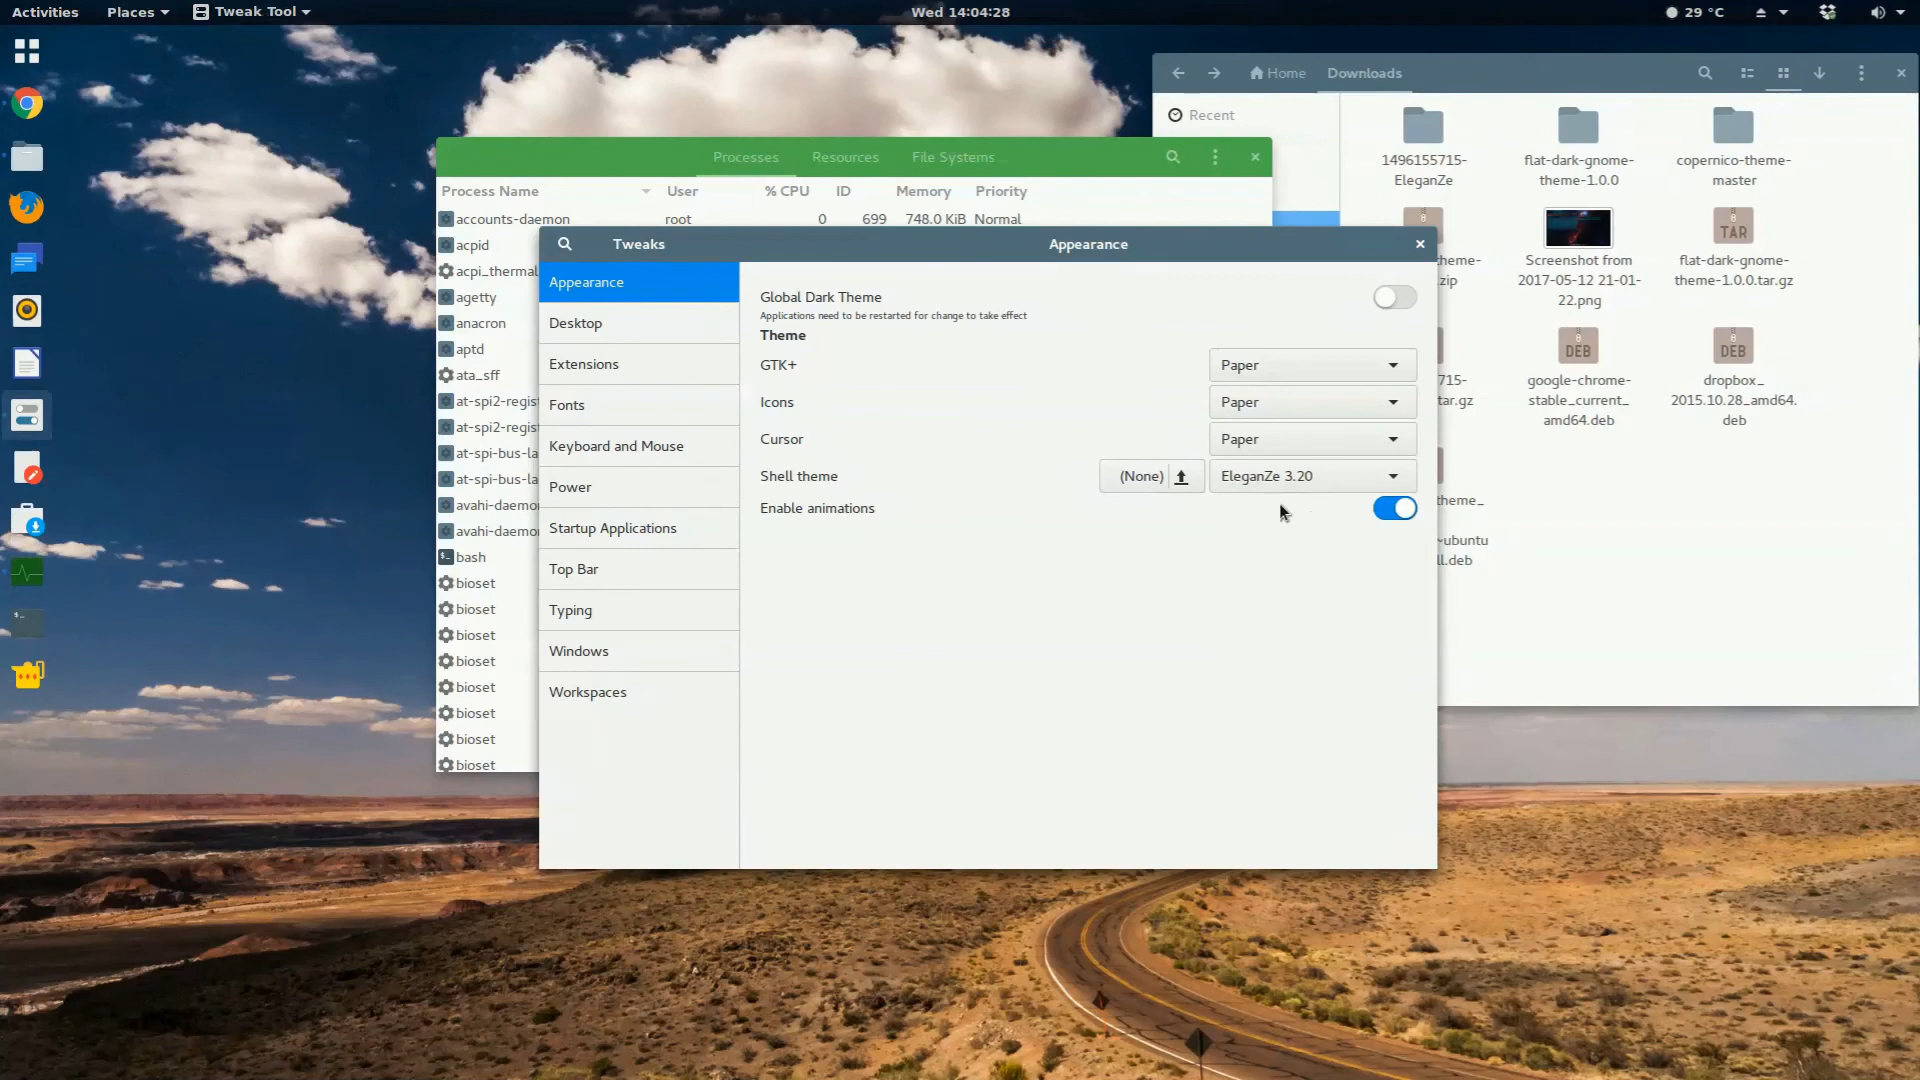 Activities
Places
Tweak Tool
Wed 14:04:28
29 °C
Home
Downloads
Recent
1496155715-
EleganZe
flat-dark-gnome-
theme-1.0.0
copernico-theme-
master
TAR
Screenshot from
2017-05-12 21-01-
22.png
flat-dark-gnome-
theme-1.0.0.tar.gz
DEB
DEB
google-chrome-
stable_current_
amd64.deb
dropbox_
2015.10.28_amd64.
deb
heme-
zip
715-
tar.gz
heme_
~ubuntu
ll.deb
Processes
Resources
File Systems
Process Name
User
% CPU
ID
Memory
Priority
accounts-daemon
root
0
699
748.0 KiB
Normal
acpid
acpi_thermal
agetty
anacron
aptd
ata_sff
at-spi2-regist
at-spi2-regist
at-spi-bus-la
at-spi-bus-la
avahi-daemo
avahi-daemo
bash
bioset
bioset
bioset
bioset
bioset
bioset
bioset
bioset
Tweaks
Appearance
Appearance
Desktop
Extensions
Fonts
Keyboard and Mouse
Power
Startup Applications
Top Bar
Typing
Windows
Workspaces
Global Dark Theme
Applications need to be restarted for change to take effect
Theme
GTK+
Paper
Icons
Paper
Cursor
Paper
Shell theme
(None)
EleganZe 3.20
Enable animations